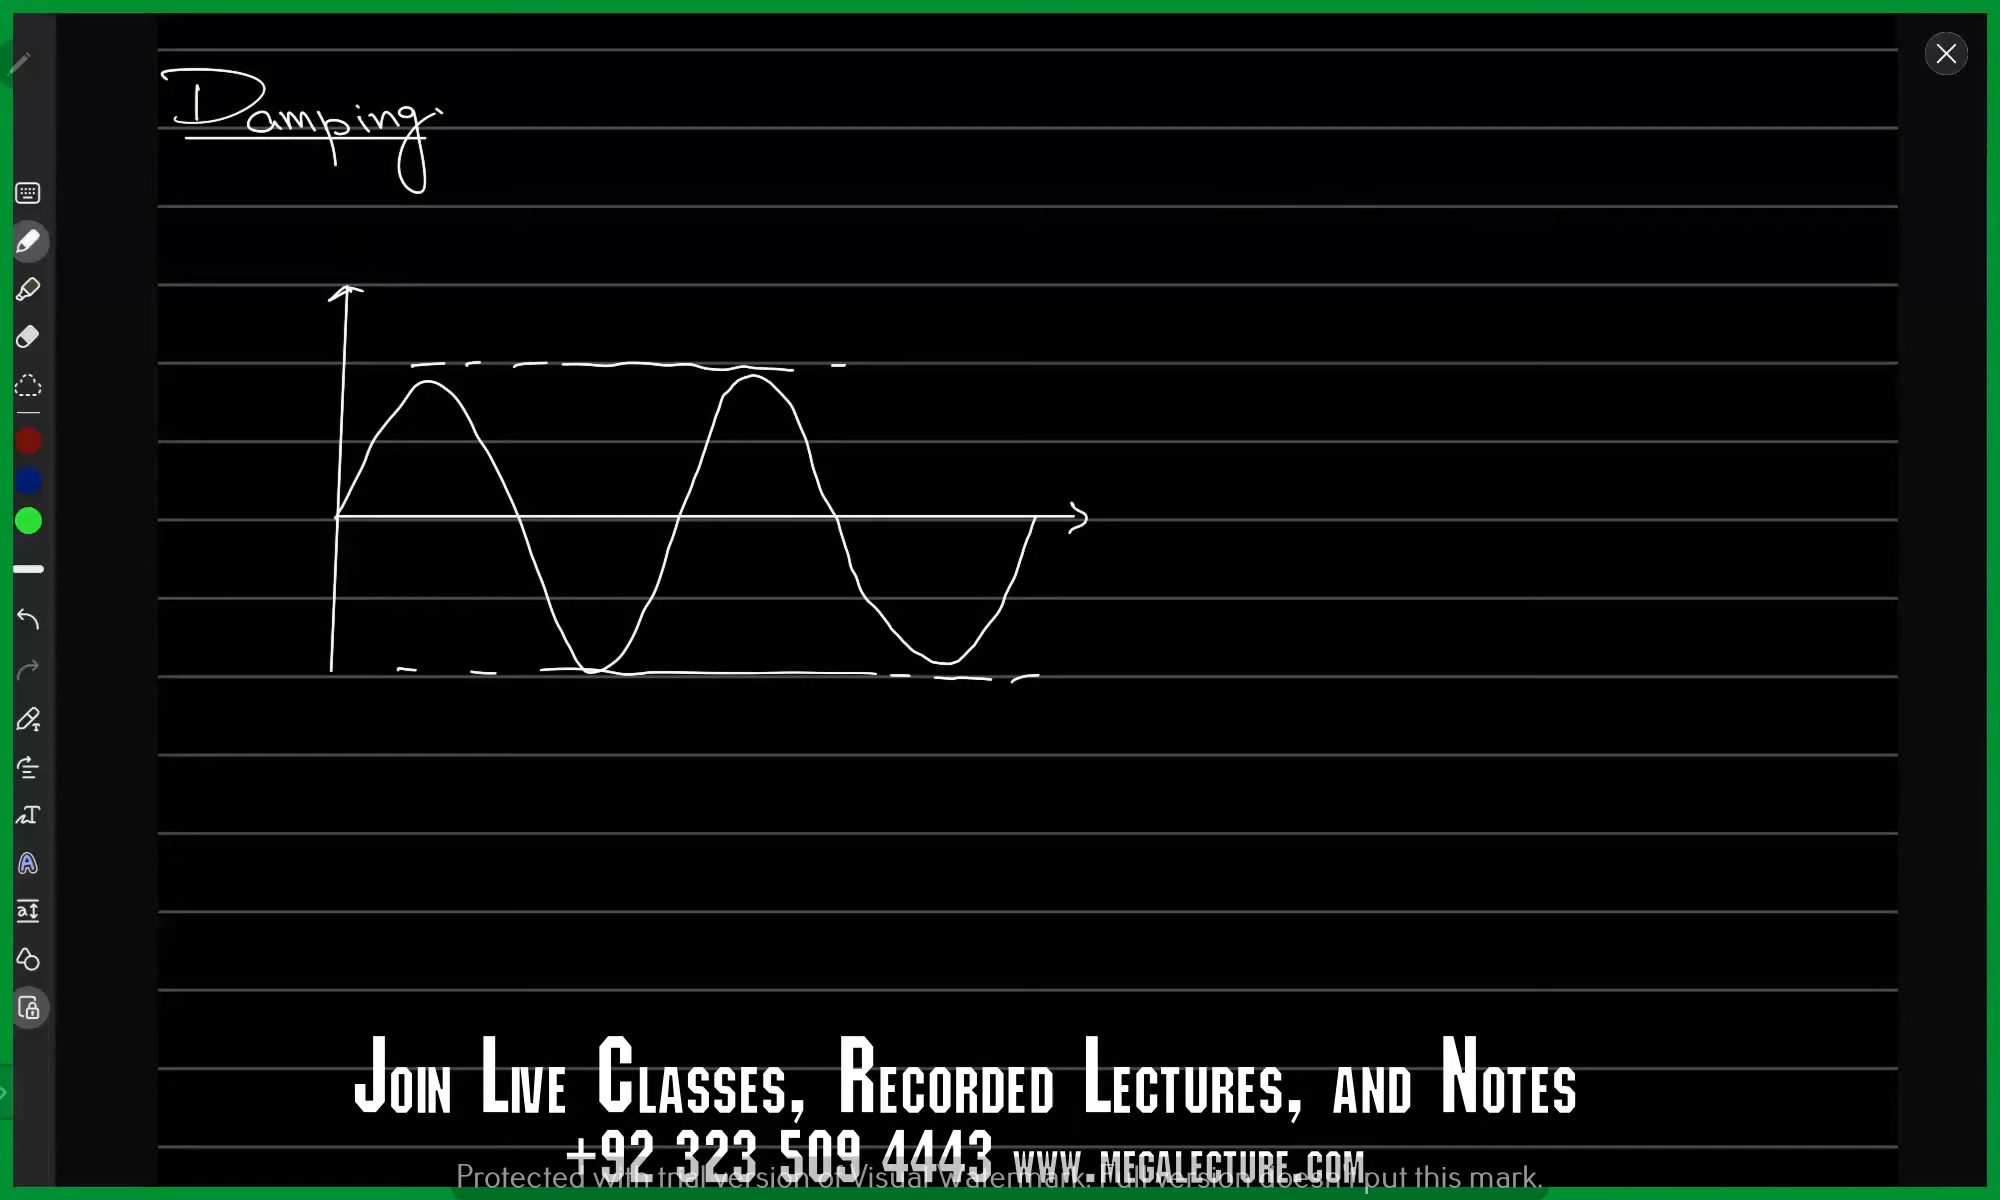 Damping:
Join Live Classes, Recorded Lectures, and Notes
+92 323 509 4443 www.megalecture.com
Protected with trial version of Visual Watermark. Full version doesn't put this mark.